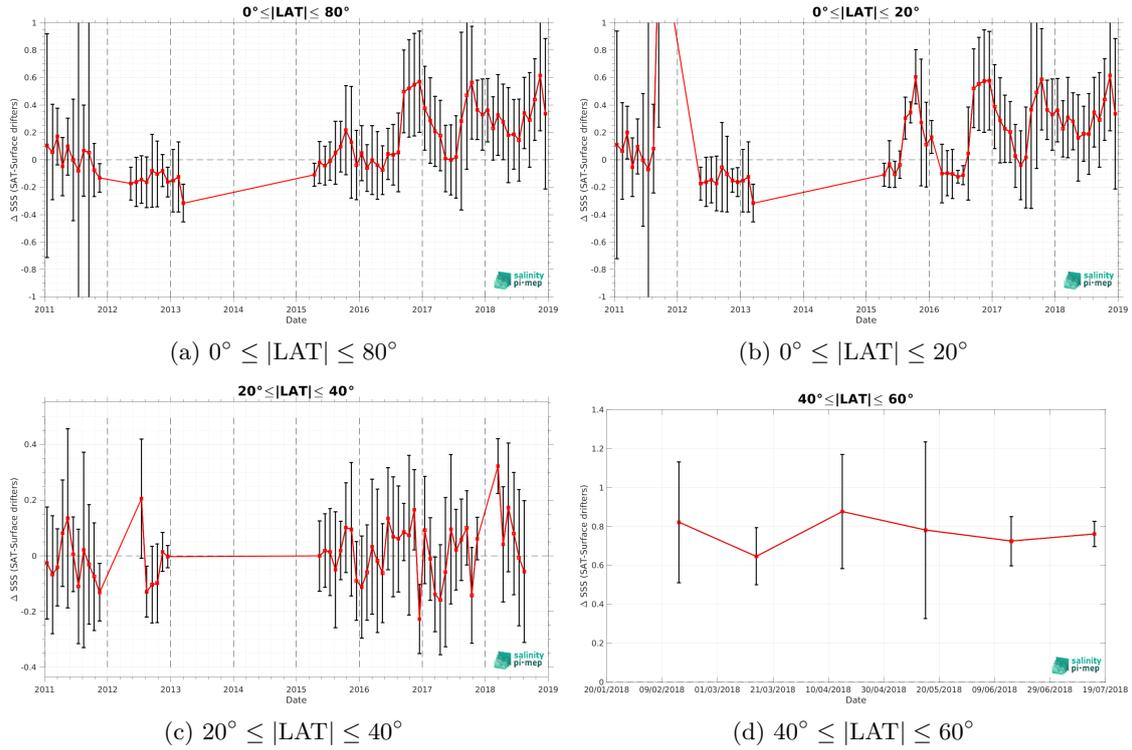 0°≤|LAT|≤ 80°
Δ SSS (SAT-Surface drifters)
1
0.8
0.6
0.4
0.2
0
-0.2
-0.4
-0.6
-0.8
-1
2011 2012 2013 2014 2015 2016 2017 2018 2019
Date
salinity
pi-mep
(a) 0° ≤ |LAT| ≤ 80°
0°≤|LAT|≤ 20°
Δ SSS (SAT-Surface drifters)
1
0.8
0.6
0.4
0.2
0
-0.2
-0.4
-0.6
-0.8
-1
2011 2012 2013 2014 2015 2016 2017 2018 2019
Date
salinity
pi-mep
(b) 0° ≤ |LAT| ≤ 20°
20°≤|LAT|≤ 40°
Δ SSS (SAT-Surface drifters)
0.4
0.2
0
-0.2
-0.4
2011 2012 2013 2014 2015 2016 2017 2018 2019
Date
salinity
pi-mep
(c) 20° ≤ |LAT| ≤ 40°
40°≤|LAT|≤ 60°
Δ SSS (SAT-Surface drifters)
1.4
1.2
1
0.8
0.6
0.4
0.2
0
20/01/2018 09/02/2018 01/03/2018 21/03/2018 10/04/2018 30/04/2018 20/05/2018 09/06/2018 29/06/2018 19/07/2018
Date
salinity
pi-mep
(d) 40° ≤ |LAT| ≤ 60°